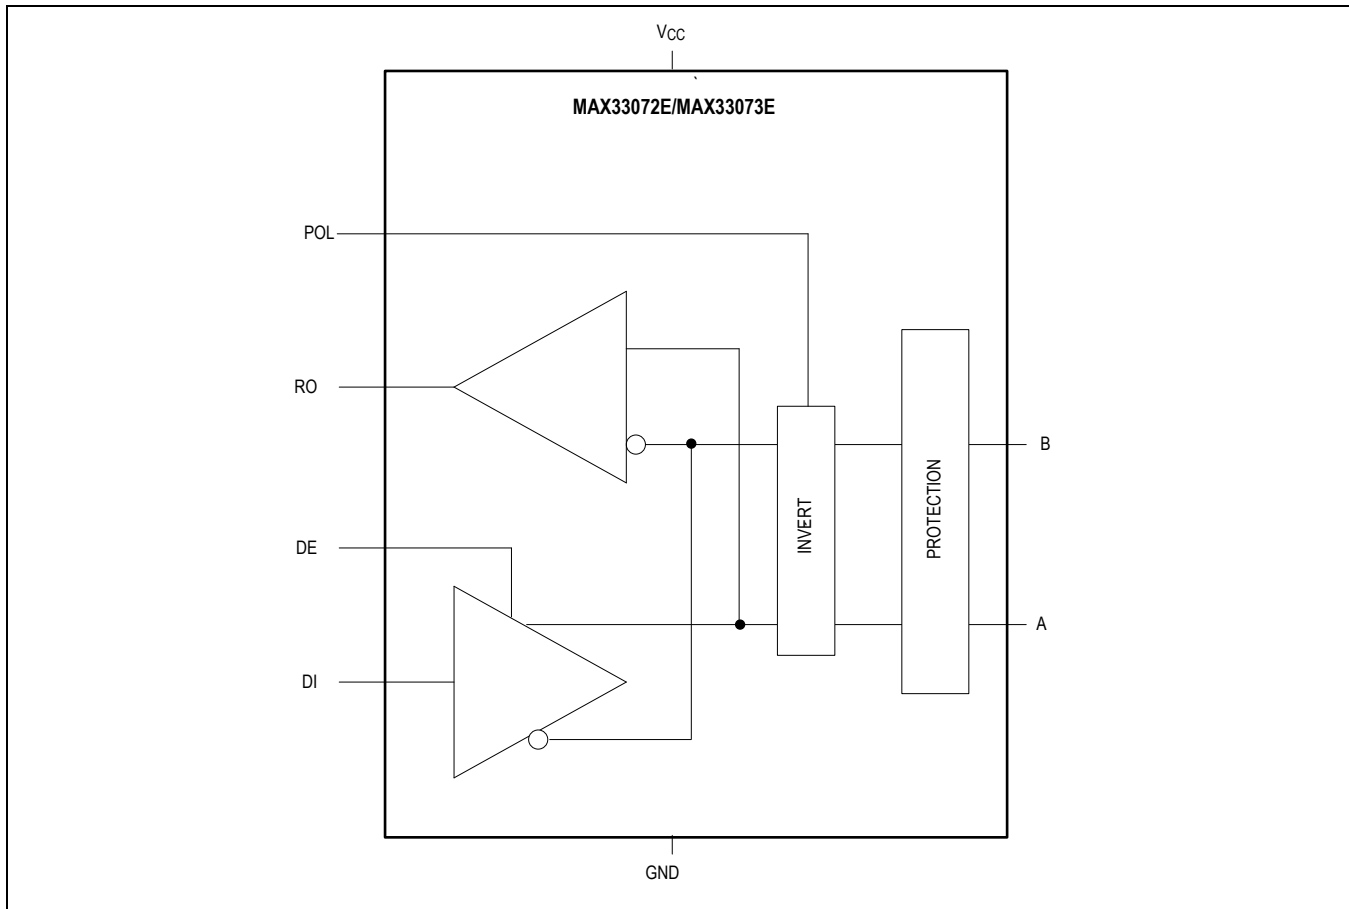 VCC
MAX33072E/MAX33073E
POL
RO
B
INVERT
PROTECTION
DE
A
DI
GND